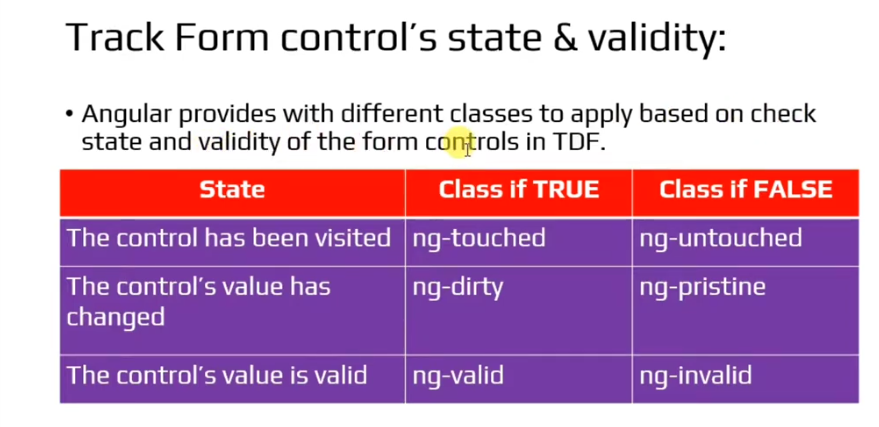 Track Form control's state & validity:
• Angular provides with different classes to apply based on check
state and validity of the form controls in TDF.
State Class if TRUE Class if FALSE
The control has been visited ng-touched ng-untouched
The control's value has ng-dirty ng-pristine
changed
The control's value is valid ng-valid ng-invalid